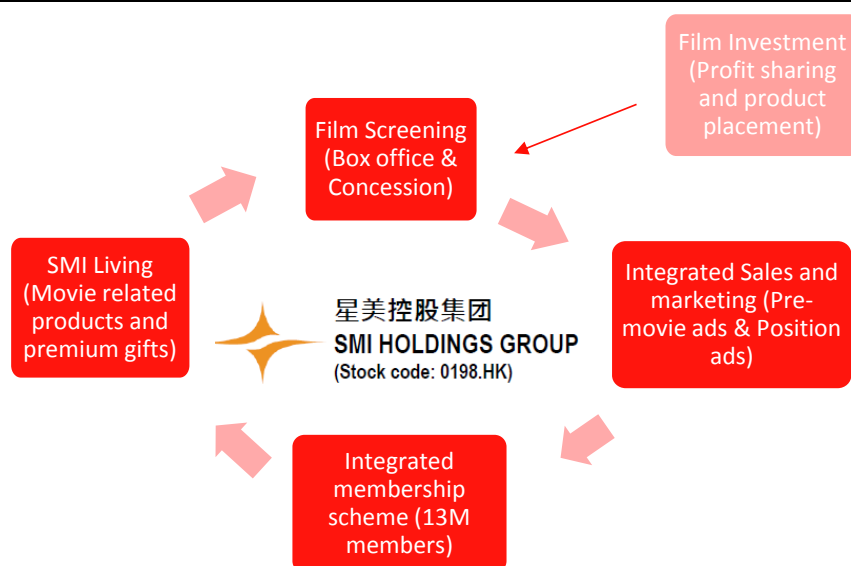 Film Investment
(Profit sharing
and product
placement)
Film Screening
(Box office &
Concession)
SMI Living
(Movie related
products and
premium gifts)
Integrated Sales and
marketing (Pre-
movie ads & Position
ads)
星美控股集团
SMI HOLDINGS GROUP
(Stock code: 0198.HK)
Integrated
membership
scheme (13M
members)